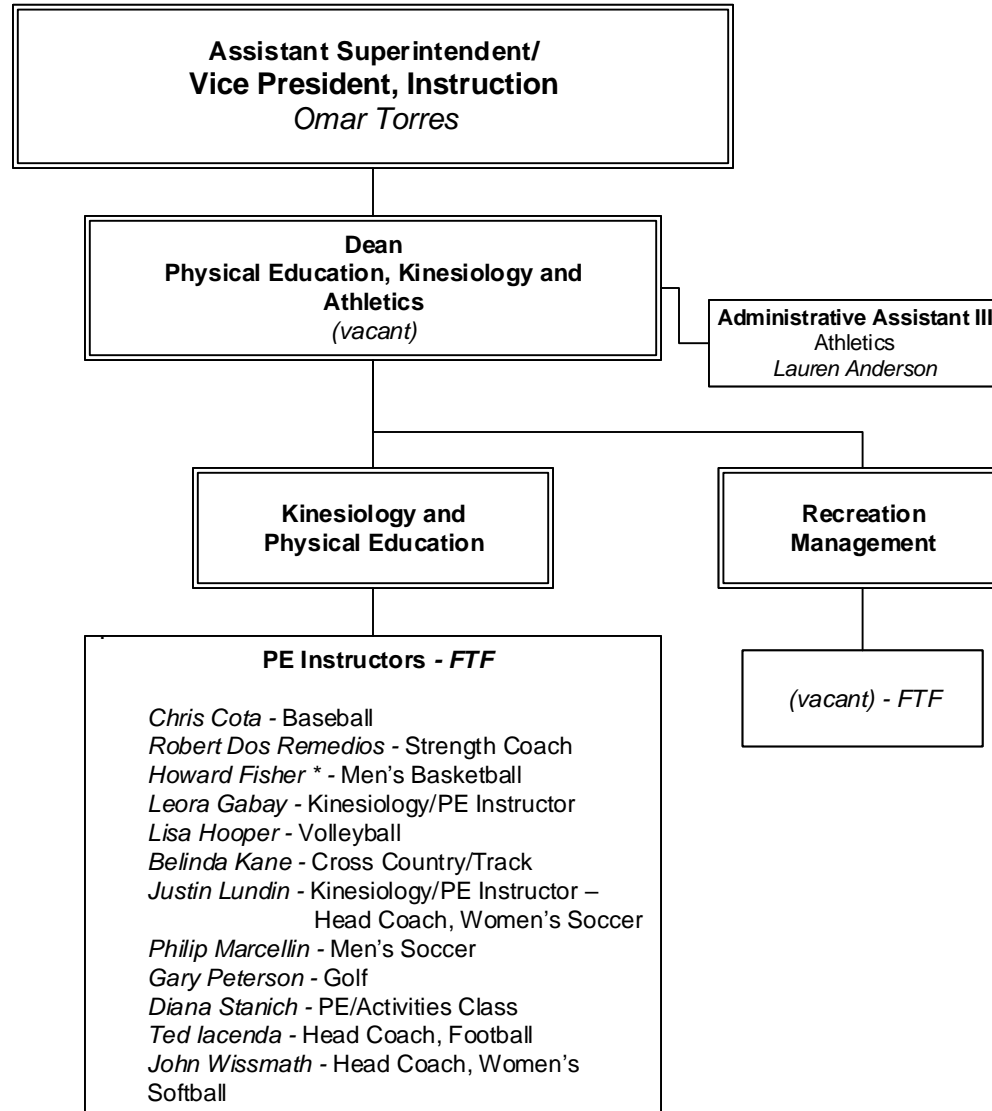 Assistant Superintendent/
Vice President, Instruction
Omar Torres
Dean
Physical Education, Kinesiology and
Athletics
(vacant)
Administrative Assistant III
Athletics
Lauren Anderson
Kinesiology and
Physical Education
Recreation
Management
PE Instructors - FTF
Chris Cota - Baseball
Robert Dos Remedios - Strength Coach
Howard Fisher * - Men’s Basketball
Leora Gabay - Kinesiology/PE Instructor
Lisa Hooper - Volleyball
Belinda Kane - Cross Country/Track
Justin Lundin - Kinesiology/PE Instructor –
Head Coach, Women’s Soccer
Philip Marcellin - Men’s Soccer
Gary Peterson - Golf
Diana Stanich - PE/Activities Class
Ted Iacenda - Head Coach, Football
John Wissmath - Head Coach, Women’s
Softball
(vacant) - FTF